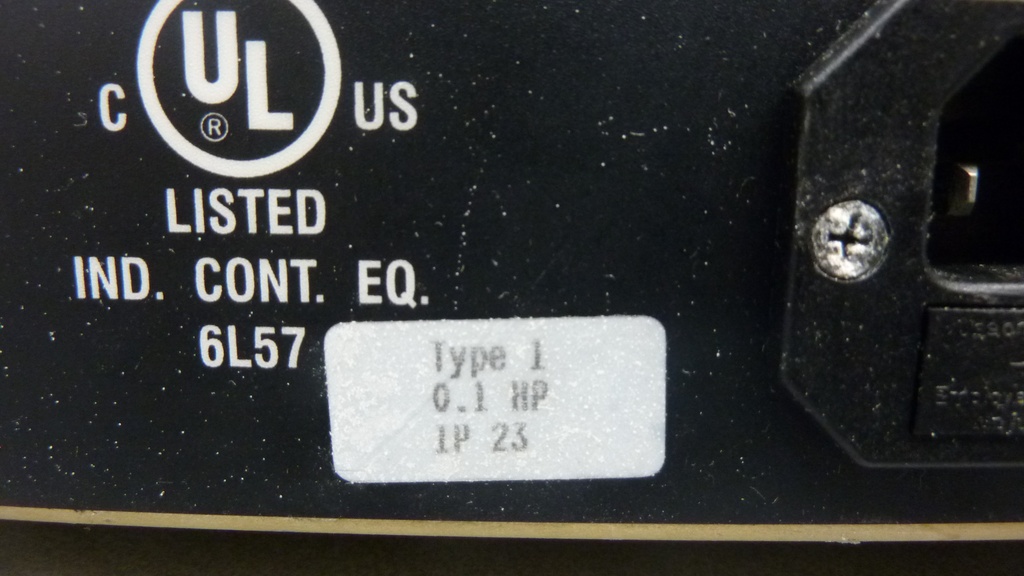 C UL ® US
LISTED
IND. CONT. EQ.
6L57
Type 1
0.1 HP
IP 23